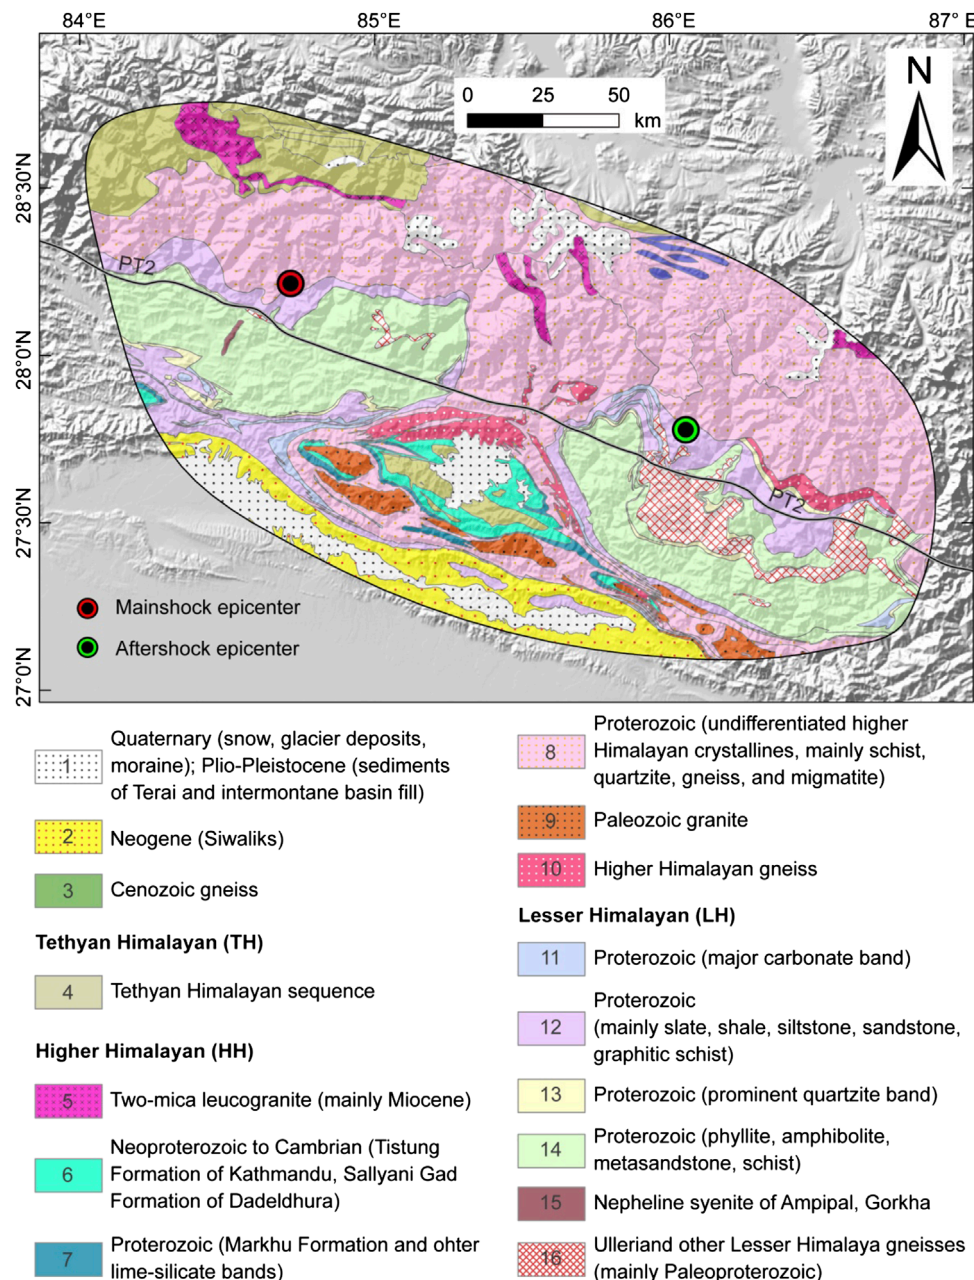 84°E
85°E
86°E
87° E
N
0 25 50
km
28°30'N
28°0'N
27°30'N
27°0'N
PT2
PT2
Mainshock epicenter
Aftershock epicenter
1
Quaternary (snow, glacier deposits,
moraine); Plio-Pleistocene (sediments
of Terai and intermontane basin fill)
2
Neogene (Siwaliks)
3
Cenozoic gneiss
Tethyan Himalayan (TH)
4
Tethyan Himalayan sequence
Higher Himalayan (HH)
5
Two-mica leucogranite (mainly Miocene)
6
Neoproterozoic to Cambrian (Tistung
Formation of Kathmandu, Sallyani Gad
Formation of Dadeldhura)
7
Proterozoic (Markhu Formation and ohter
lime-silicate bands)
8
Proterozoic (undifferentiated higher
Himalayan crystallines, mainly schist,
quartzite, gneiss, and migmatite)
9
Paleozoic granite
10
Higher Himalayan gneiss
Lesser Himalayan (LH)
11
Proterozoic (major carbonate band)
12
Proterozoic
(mainly slate, shale, siltstone, sandstone,
graphitic schist)
13
Proterozoic (prominent quartzite band)
14
Proterozoic (phyllite, amphibolite,
metasandstone, schist)
15
Nepheline syenite of Ampipal, Gorkha
16
Ulleriand other Lesser Himalaya gneisses
(mainly Paleoproterozoic)